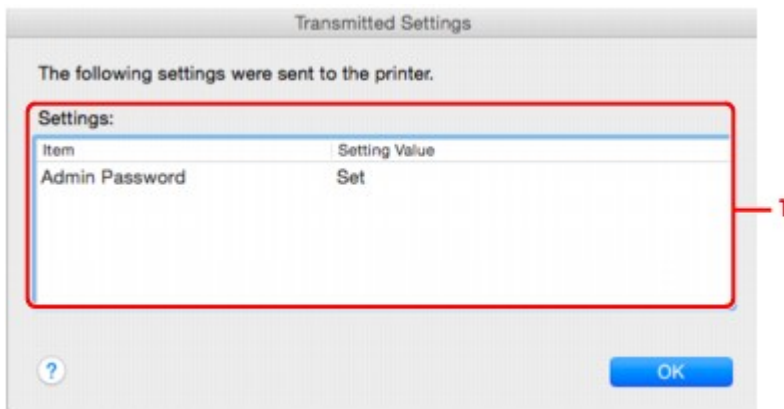 Transmitted Settings
The following settings were sent to the printer.
Settings:
Item Setting Value
Admin Password Set
1
?
OK